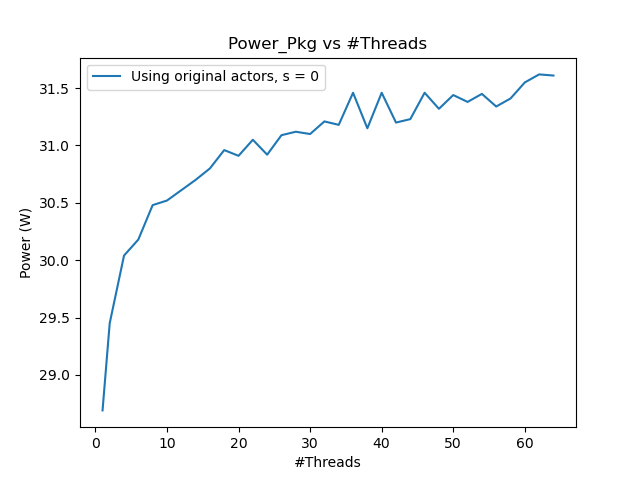 Power_Pkg vs #Threads
Using original actors, s = 0
31.5
31.0
30.5
30.0
29.5
29.0
Power (W)
0 10 20 30 40 50 60
#Threads